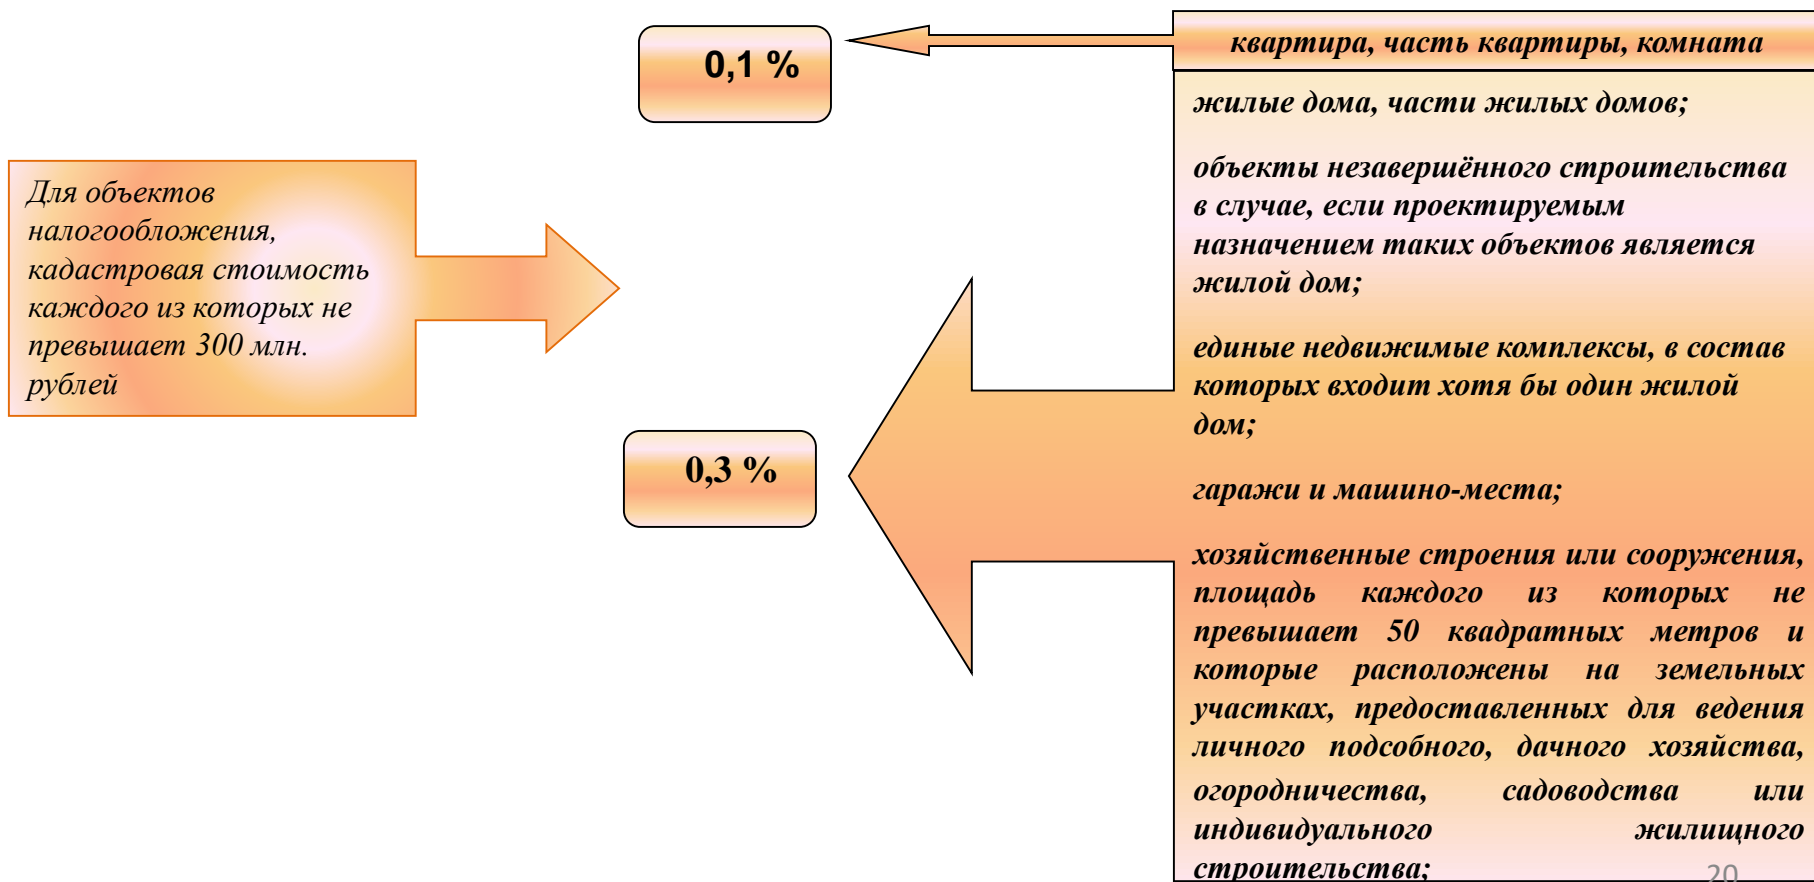 0,1 %
квартира, часть квартиры, комната
Для объектов
налогообложения,
кадастровая стоимость
каждого из которых не
превышает 300 млн.
рублей
0,3 %
жилые дома, части жилых домов;
объекты незавершённого строительства
в случае, если проектируемым
назначением таких объектов является
жилой дом;
единые недвижимые комплексы, в состав
которых входит хотя бы один жилой
дом;
гаражи и машино-места;
хозяйственные строения или сооружения,
площадь каждого из которых не
превышает 50 квадратных метров и
которые расположены на земельных
участках, предоставленных для ведения
личного подсобного, дачного хозяйства,
огородничества, садоводства или
индивидуального жилищного
строительства;
20